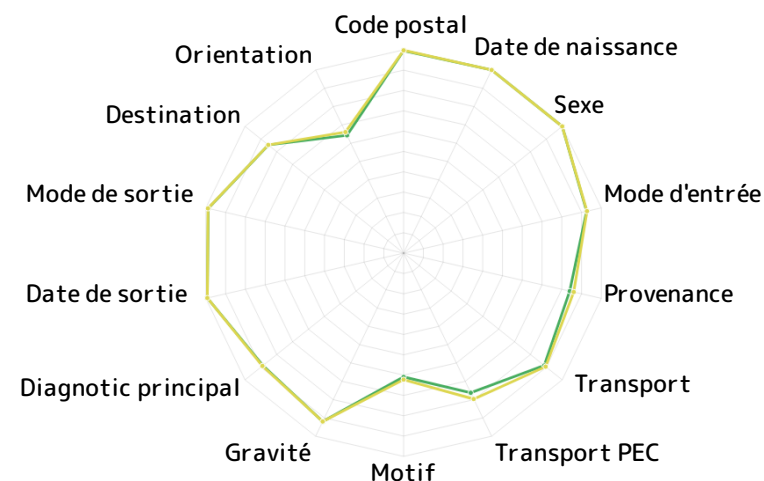 Code postal
Date de naissance
Orientation
Sexe
Destination
Mode de sortie
Mode d'entrée
Date de sortie
Provenance
Diagnotic principal
Transport
Gravité
Transport PEC
Motif